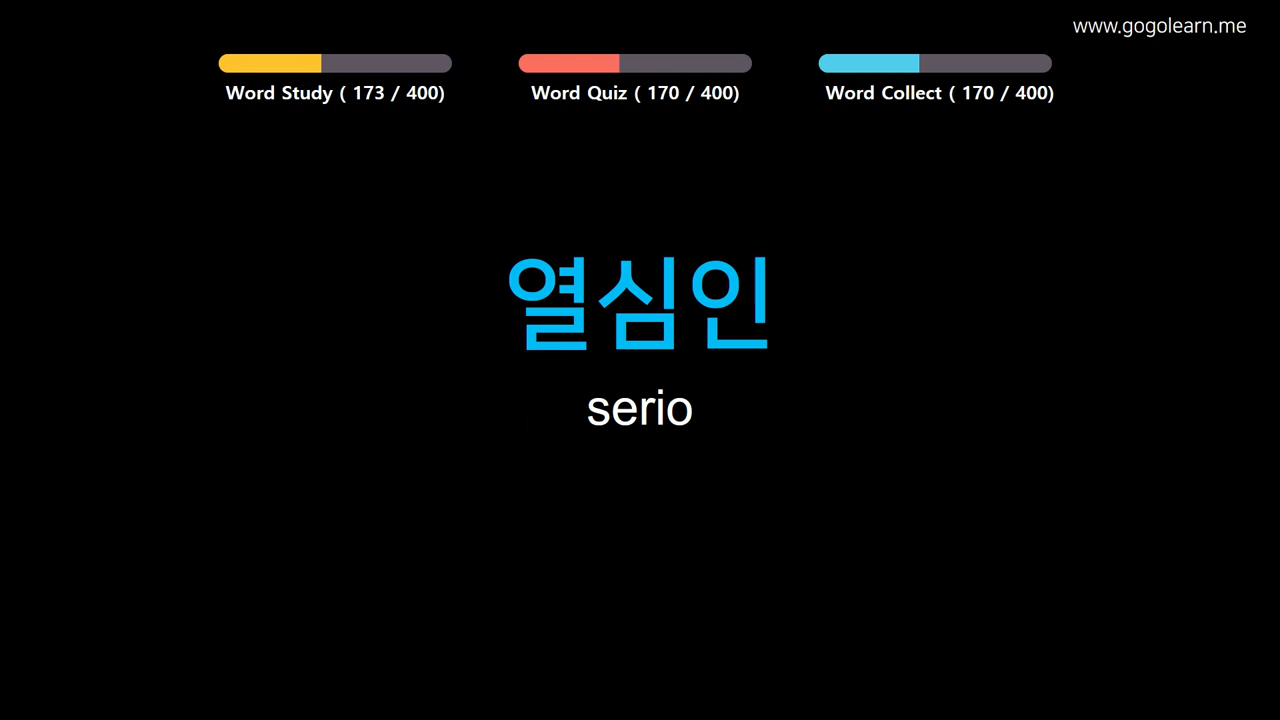 www.gogolearn.me
Word Study ( 173 / 400)
Word Quiz ( 170 / 400)
Word Collect ( 170 / 400)
열심인
serio